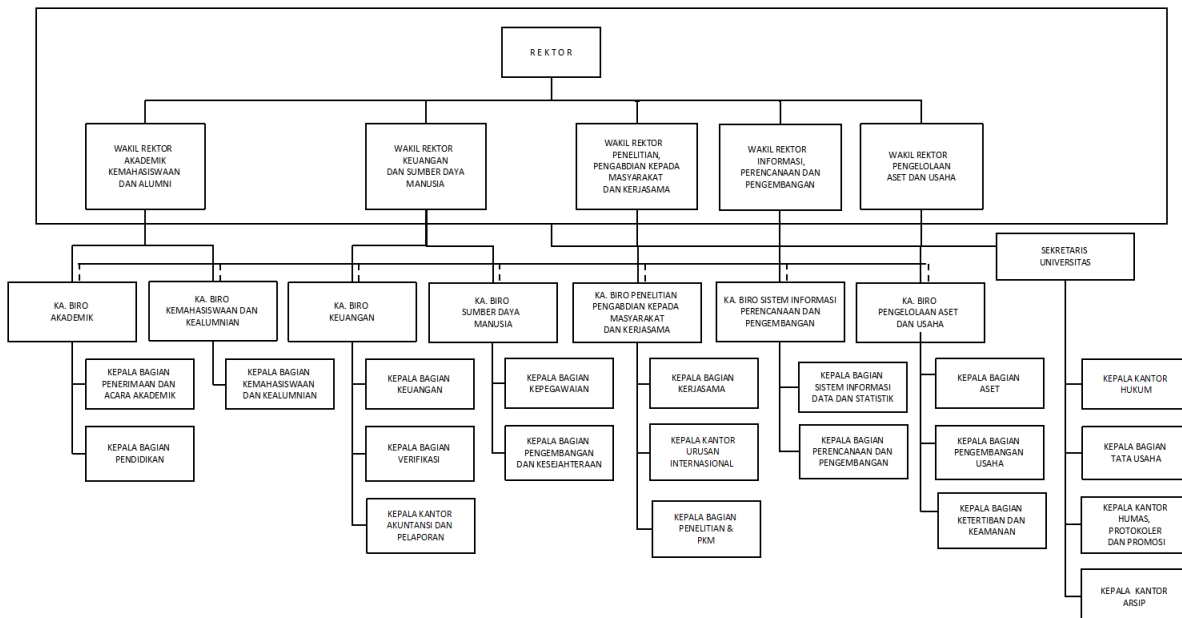 R E K T O R
WAKIL REKTOR
AKADEMIK
KEMAHASISWAAN
DAN ALUMNI
WAKIL REKTOR
KEUANGAN
DAN SUMBER DAYA
MANUSIA
WAKIL REKTOR
PENELITIAN,
PENGABDIAN KEPADA
MASYARAKAT
DAN KERJASAMA
WAKIL REKTOR
INFORMASI,
PERENCANAAN DAN
PENGEMBANGAN
WAKIL REKTOR
PENGELOLAAN
ASET DAN USAHA
SEKRETARIS
UNIVERSITAS
KA. BIRO
AKADEMIK
KA. BIRO
KEMAHASISWAAN DAN
KEALUMNIAN
KA. BIRO
KEUANGAN
KA. BIRO
SUMBER DAYA
MANUSIA
KA. BIRO PENELITIAN
PENGABDIAN KEPADA
MASYARAKAT
DAN KERJASAMA
KA. BIRO SISTEM INFORMASI
PERENCANAAN DAN
PENGEMBANGAN
KA. BIRO
PENGELOLAAN ASET
DAN USAHA
KEPALA BAGIAN
PENERIMAAN DAN
ACARA AKADEMIK
KEPALA BAGIAN
KEMAHASISWAAN
DAN KEALUMNIAN
KEPALA BAGIAN
KEUANGAN
KEPALA BAGIAN
KEPEGAWAIAN
KEPALA BAGIAN
KERJASAMA
KEPALA BAGIAN
SISTEM INFORMASI
DATA DAN STATISTIK
KEPALA BAGIAN
ASET
KEPALA KANTOR
HUKUM
KEPALA BAGIAN
PENDIDIKAN
KEPALA BAGIAN
VERIFIKASI
KEPALA BAGIAN
PENGEMBANGAN
DAN KESEJAHTERAAN
KEPALA KANTOR
URUSAN
INTERNASIONAL
KEPALA BAGIAN
PERENCANAAN DAN
PENGEMBANGAN
KEPALA BAGIAN
PENGEMBANGAN
USAHA
KEPALA BAGIAN
TATA USAHA
KEPALA KANTOR
AKUNTANSI DAN
PELAPORAN
KEPALA BAGIAN
PENELITIAN &
PKM
KEPALA BAGIAN
KETERTIBAN DAN
KEAMANAN
KEPALA KANTOR
HUMAS,
PROTOKOLER
DAN PROMOSI
KEPALA KANTOR
ARSIP